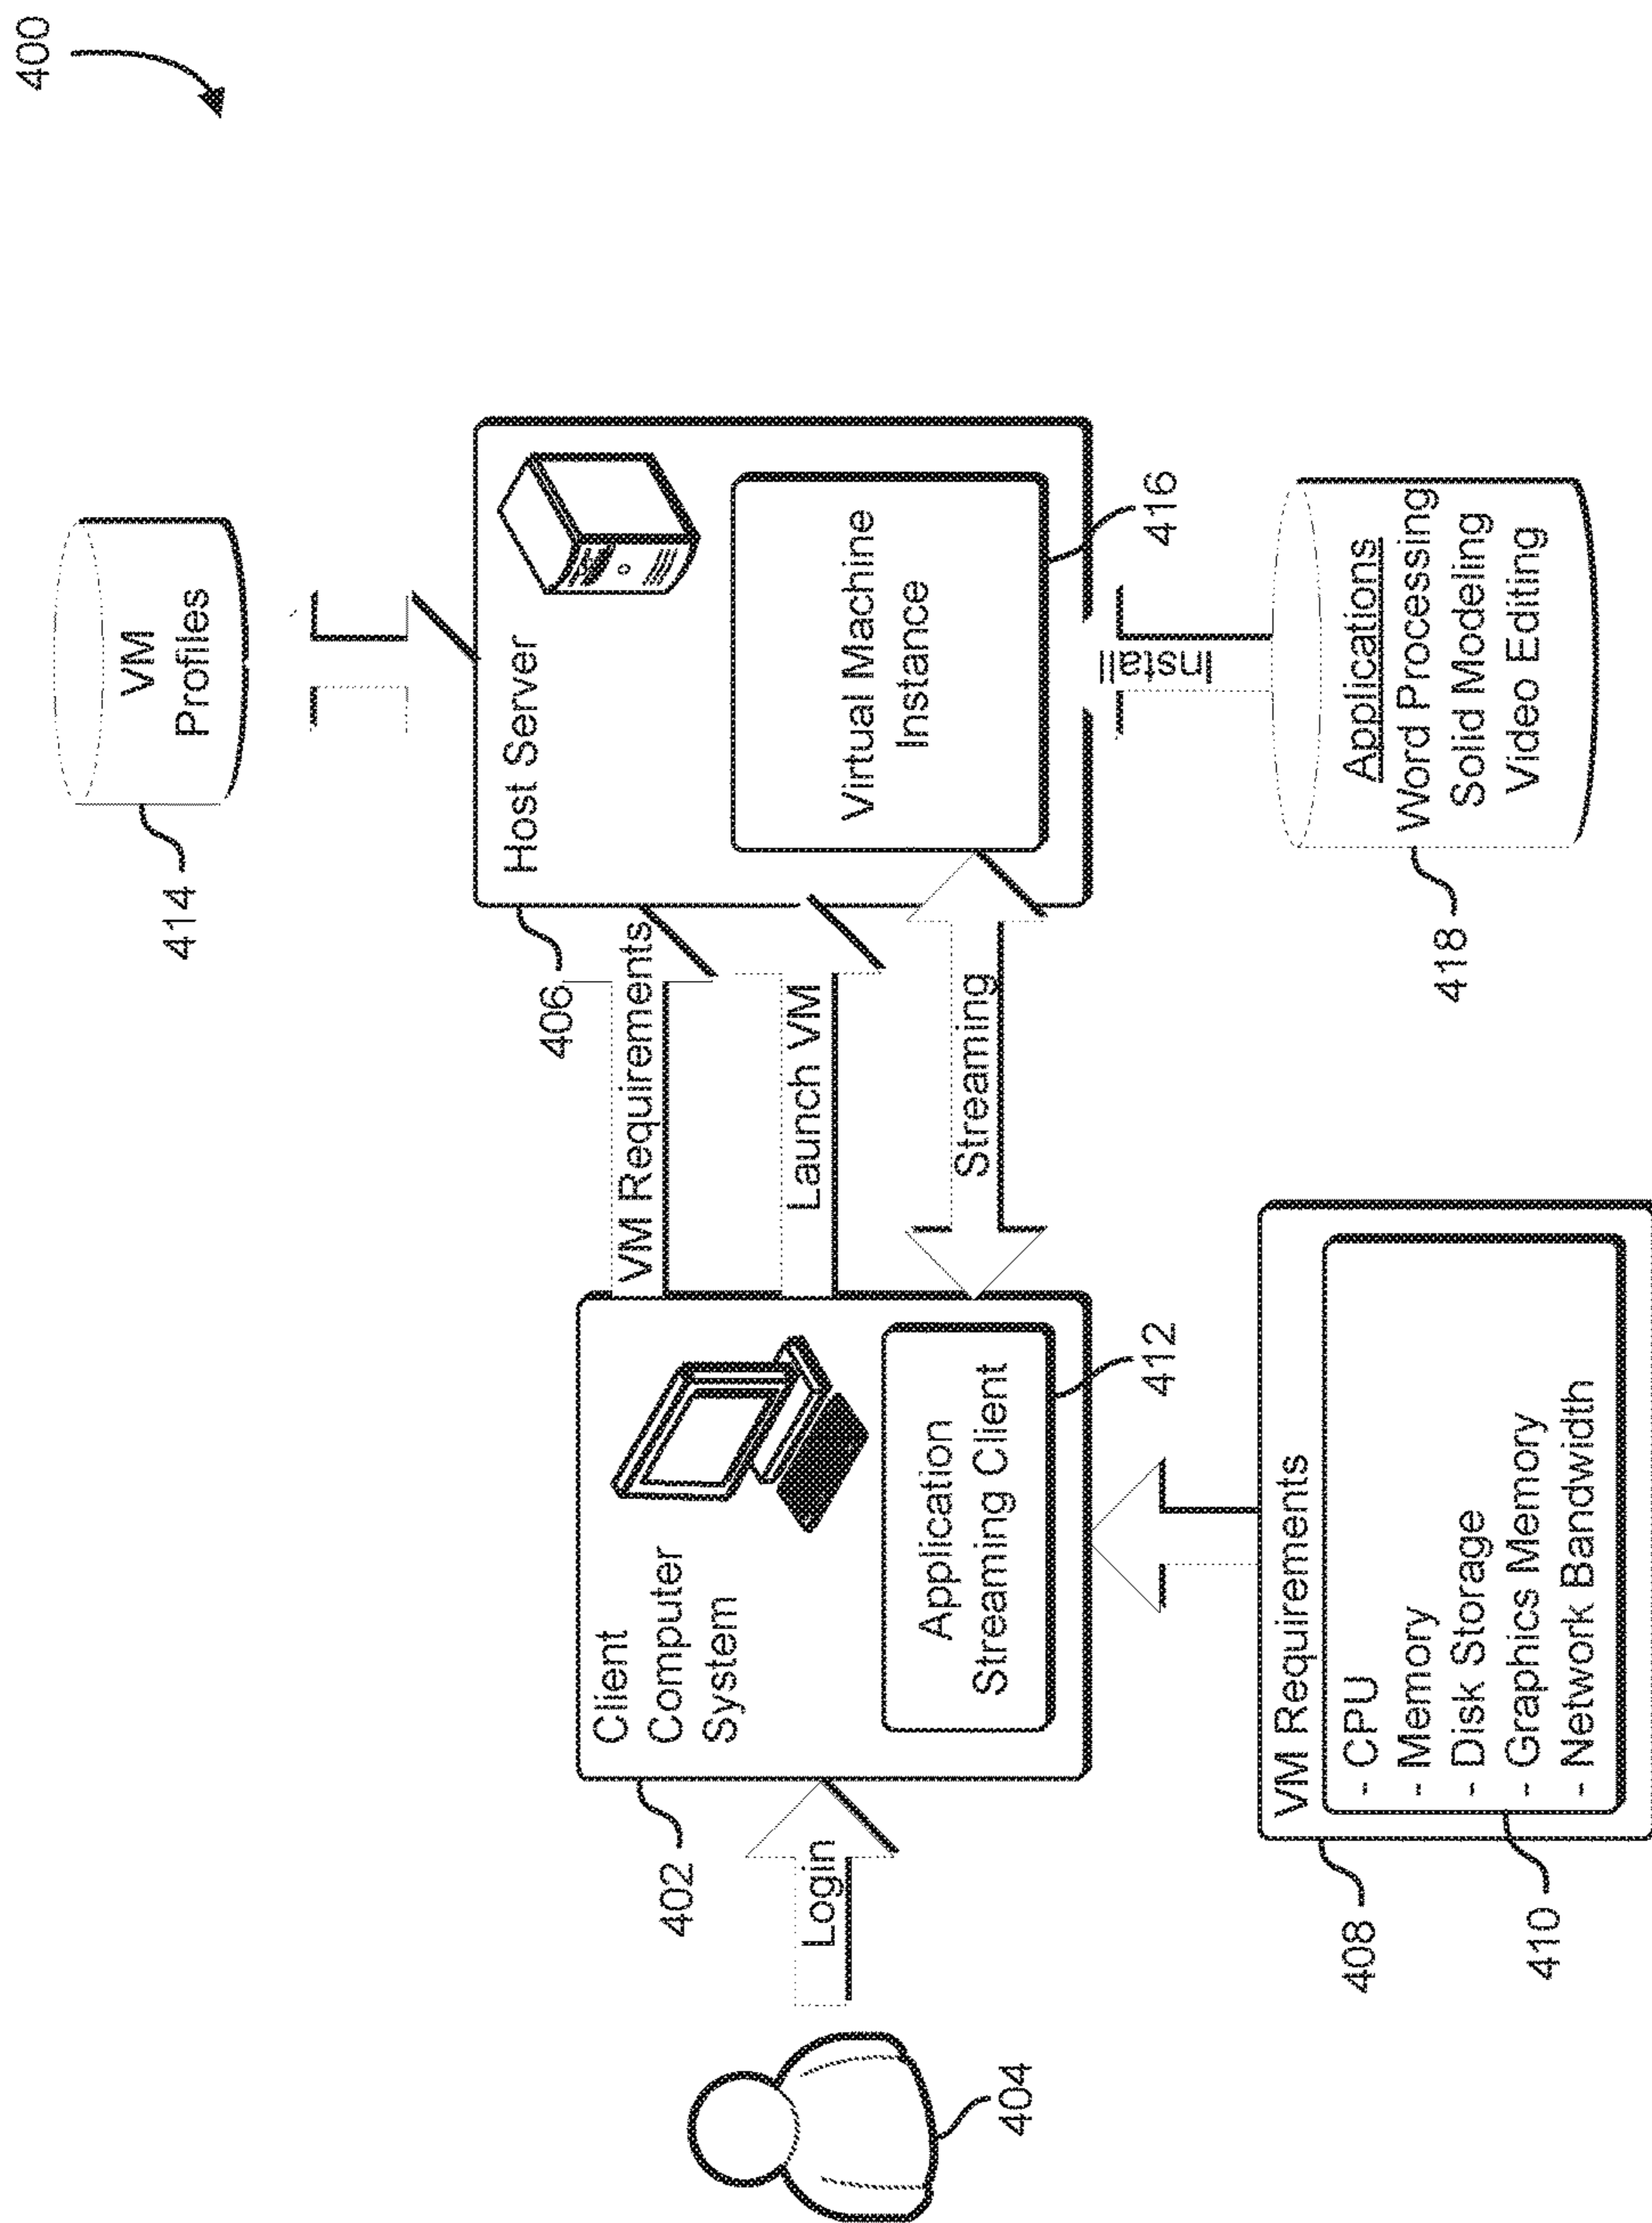 400
VM
Profiles
414
Host Server
406
Virtual Machine
Instance
416
VM Requirements
Launch VM
Streaming
Install
Applications
Word Processing
Solid Modeling
Video Editing
418
Client
Computer
System
402
Application
Streaming Client
412
Login
404
VM Requirements
- CPU
- Memory
- Disk Storage
- Graphics Memory
- Network Bandwidth
408
410